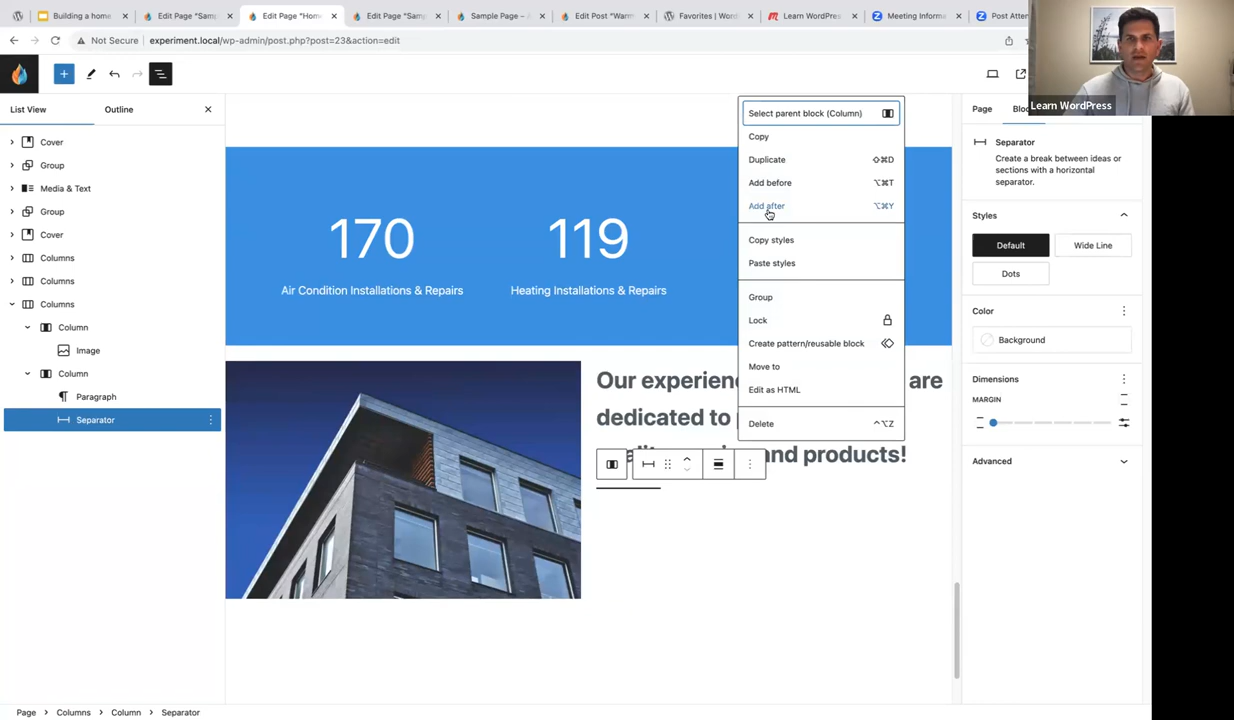 Building a home
Edit Page "Samp
Edit Page "Hom
Edit Page "Samp
Sample Page – A
Edit Post "Warm
Favorites | Word
Learn WordPress
Meeting Informa
Post Atten
Not Secure
experiment.local/wp-admin/post.php?post=23&action=edit
Learn WordPress
List View
Outline
Cover
Group
Media & Text
Group
Cover
Columns
Columns
Columns
Column
Image
Column
Paragraph
Separator
170
Air Condition Installations & Repairs
119
Heating Installations & Repairs
Our experien
are
dedicated to
and products!
Select parent block (Column)
Copy
Duplicate ⇧⌘D
Add before ⌥⌘T
Add after ⌥⌘Y
Copy styles
Paste styles
Group
Lock
Create pattern/reusable block
Move to
Edit as HTML
Delete ⌃⌥Z
Page
Bloc
Separator
Create a break between ideas or
sections with a horizontal
separator.
Styles
Default
Wide Line
Dots
Color
Background
Dimensions
MARGIN
Advanced
Page > Columns > Column > Separator